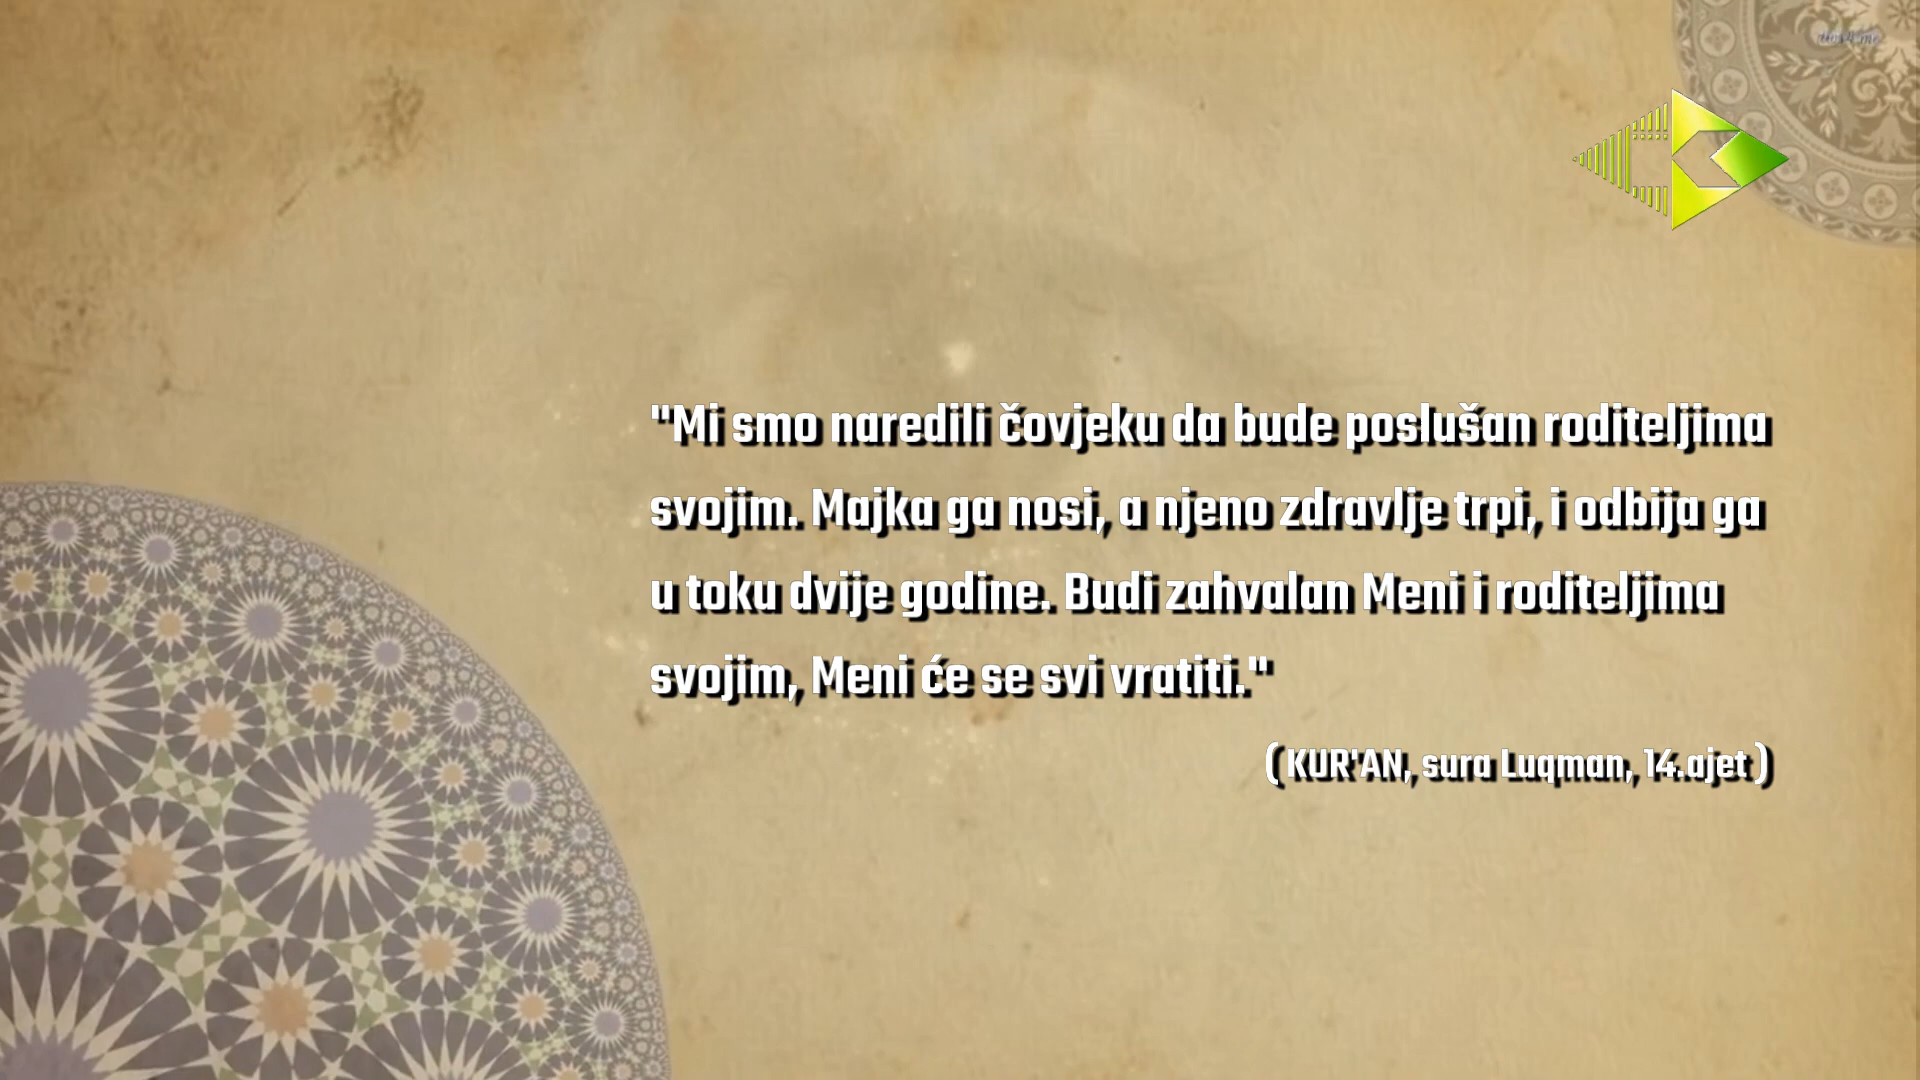 "Mi smo naredili čovjeku da bude poslušan roditeljima
svojim. Majka ga nosi, a njeno zdravlje trpi, i odbija ga
u toku dvije godine. Budi zahvalan Meni i roditeljima
svojim, Meni će se svi vratiti."
( KUR'AN, sura Luqman, 14.ajet )